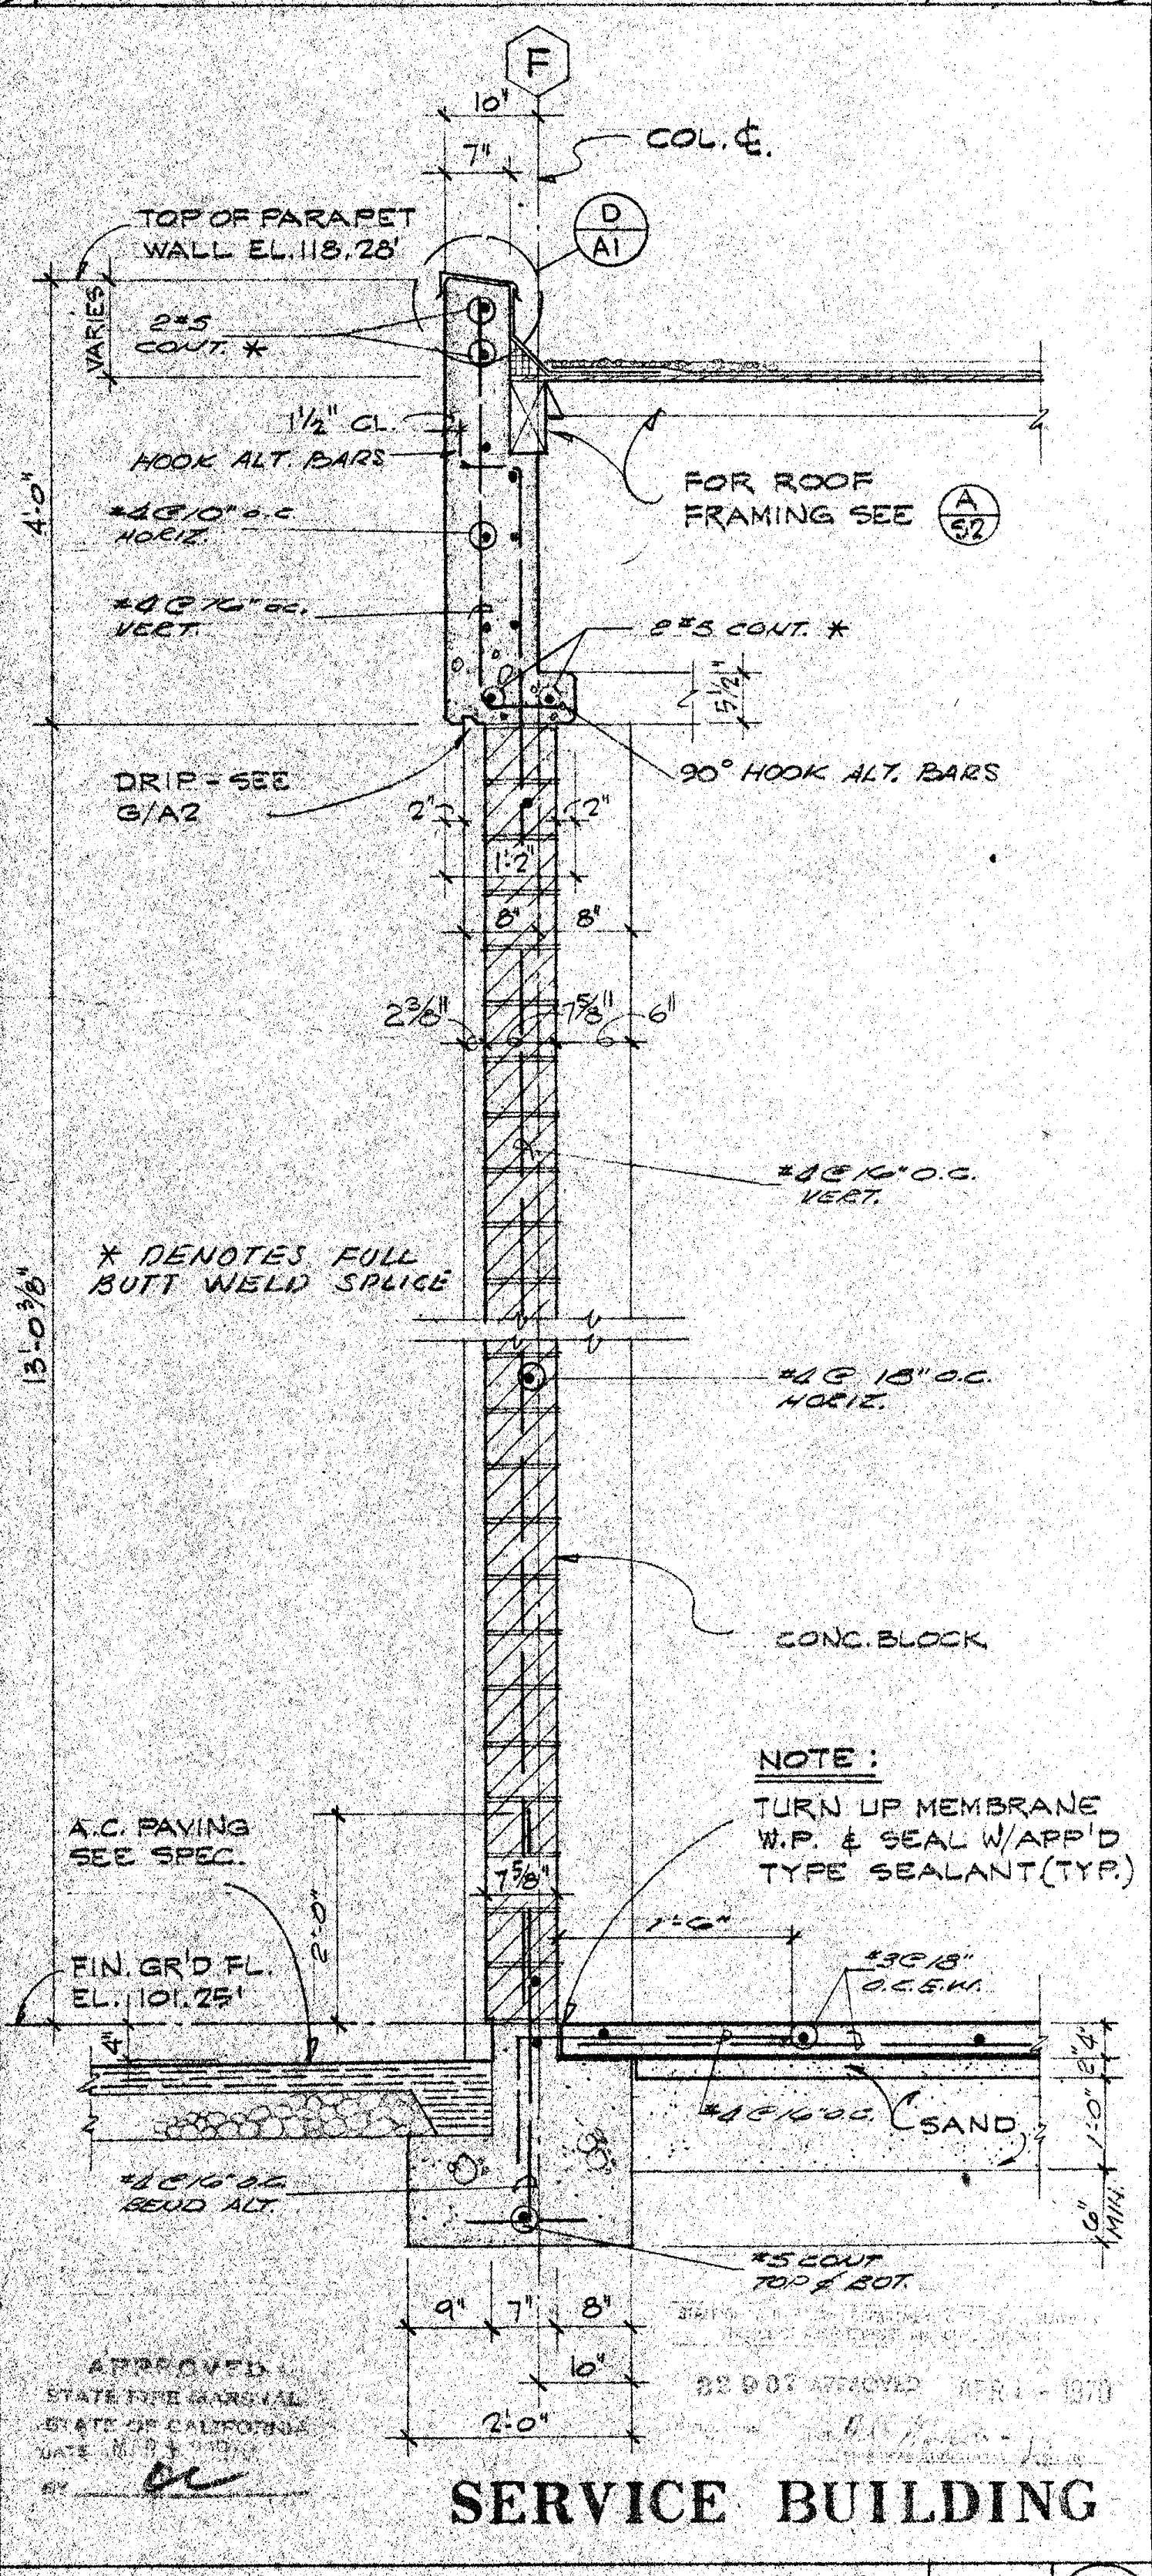 F
10"
COL. ℄.
7"
D
A1
TOP OF PARAPET
WALL EL. 118.28'
VARIES
2#5
CONT. *
1½" CL.
HOOK ALT. BARS
FOR ROOF
FRAMING SEE
A
S2
4'-0"
#4@10" O.C.
HORIZ.
#4@16" O.C.
VERT.
2#5 CONT. *
5½"
DRIP - SEE
G/A2
90° HOOK ALT. BARS
2"
2"
1'-2"
8"
8"
2⅜"
7⅝"
6"
#4@16" O.C.
VERT.
* DENOTES FULL
BUTT WELD SPLICE
13'-0⅜"
#4@ 18" O.C.
HORIZ.
CONC. BLOCK
NOTE:
TURN UP MEMBRANE
W.P. & SEAL W/APP'D
TYPE SEALANT (TYP.)
A.C. PAVING
SEE SPEC.
7⅝"
2'-0"
1'-6"
#3@18"
O.C.E.W.
FIN. GR'D FL.
EL. 101.25'
4"
4"
2"
#4@16" O.C.
SAND
1'-0"
#4@16" O.C.
BEND ALT.
6"
MIN.
#5 CONT
TOP & BOT.
9"
7"
8"
10"
2'-0"
APPROVED
STATE FIRE MARSHAL
STATE OF CALIFORNIA
DATE
BY
APPROVED
SERVICE BUILDING